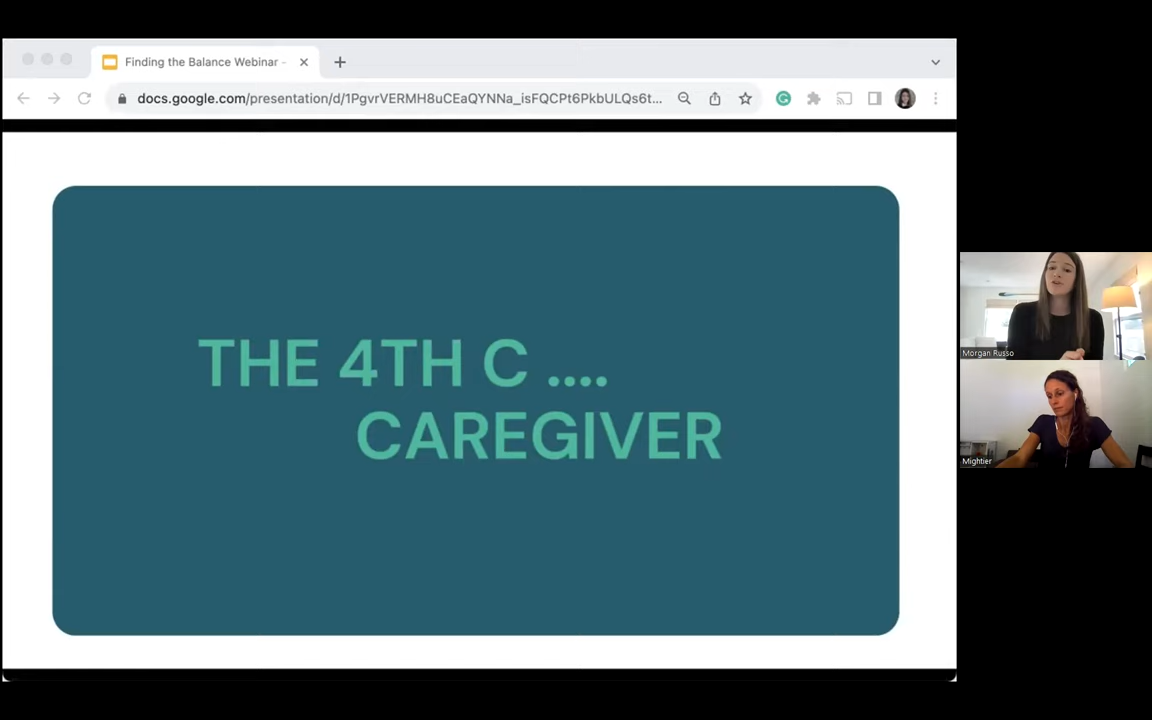 Finding the Balance Webinar -
docs.google.com/presentation/d/1PgvrVERMH8uCEaQYNNa_isFQCPt6PkbULQs6t...
THE 4TH C ....
CAREGIVER
Morgan Russo
Mightier